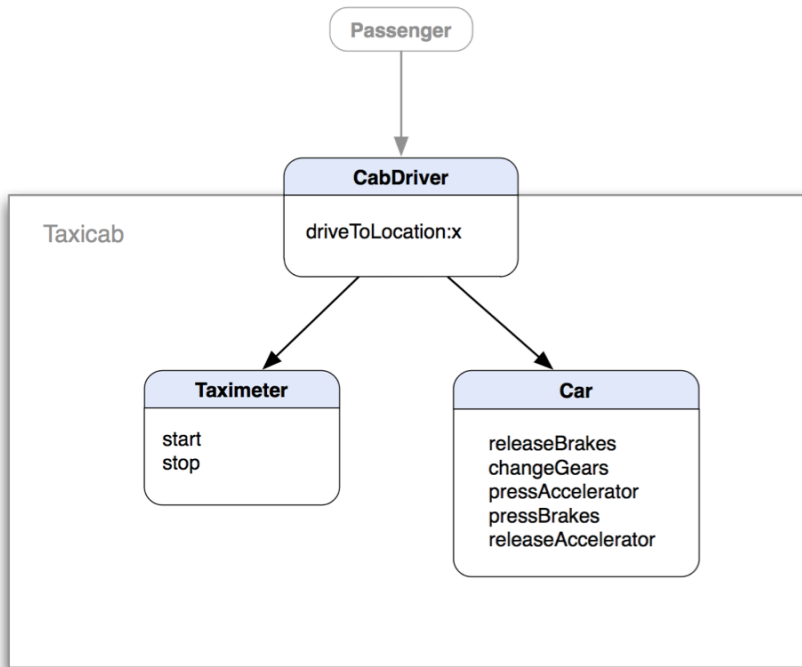 Passenger
CabDriver
driveToLocation:x
Taxicab
Taximeter
start
stop
Car
releaseBrakes
changeGears
pressAccelerator
pressBrakes
releaseAccelerator